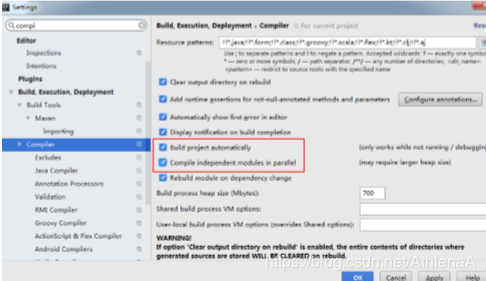 Settings
compi
Build, Execution, Deployment › Compiler
For current project
Editor
Inspections
Intentions
Plugins
Build, Execution, Deployment
Build Tools
Maven
Importing
Compiler
Excludes
Java Compiler
Annotation Processors
Validation
RMI Compiler
Groovy Compiler
ActionScript & Flex Compiler
Android Compilers
Resource patterns: !?*.java;!?*.form;!?*.class;!?*.groovy;!?*.scala;!?*.flex;!?*.kt;!?*.clj;!?*.aj
Use ; to separate patterns and ! to negate a pattern. Accepted wildcards: ? — exactly one symbol; * — zero or more symbols; / — path separator; /**/ — any number of directories; <dir_name>:
<pattern> — restrict to source roots with the specified name
Clear output directory on rebuild
Add runtime assertions for not-null-annotated methods and parameters
Configure annotations...
Automatically show first error in editor
Display notification on build completion
Build project automatically
(only works while not running / debugging
Compile independent modules in parallel
(may require larger heap size)
Rebuild module on dependency change
Build process heap size (Mbytes): 700
Shared build process VM options:
User-local build process VM options (overrides Shared options):
WARNING!
If option 'Clear output directory on rebuild' is enabled, the entire contents of directories where
generated sources are stored WILL BE CLEARED on rebuild.
https://blog.csdn.net/AthlenaA
OK
Cancel
Apply
Help